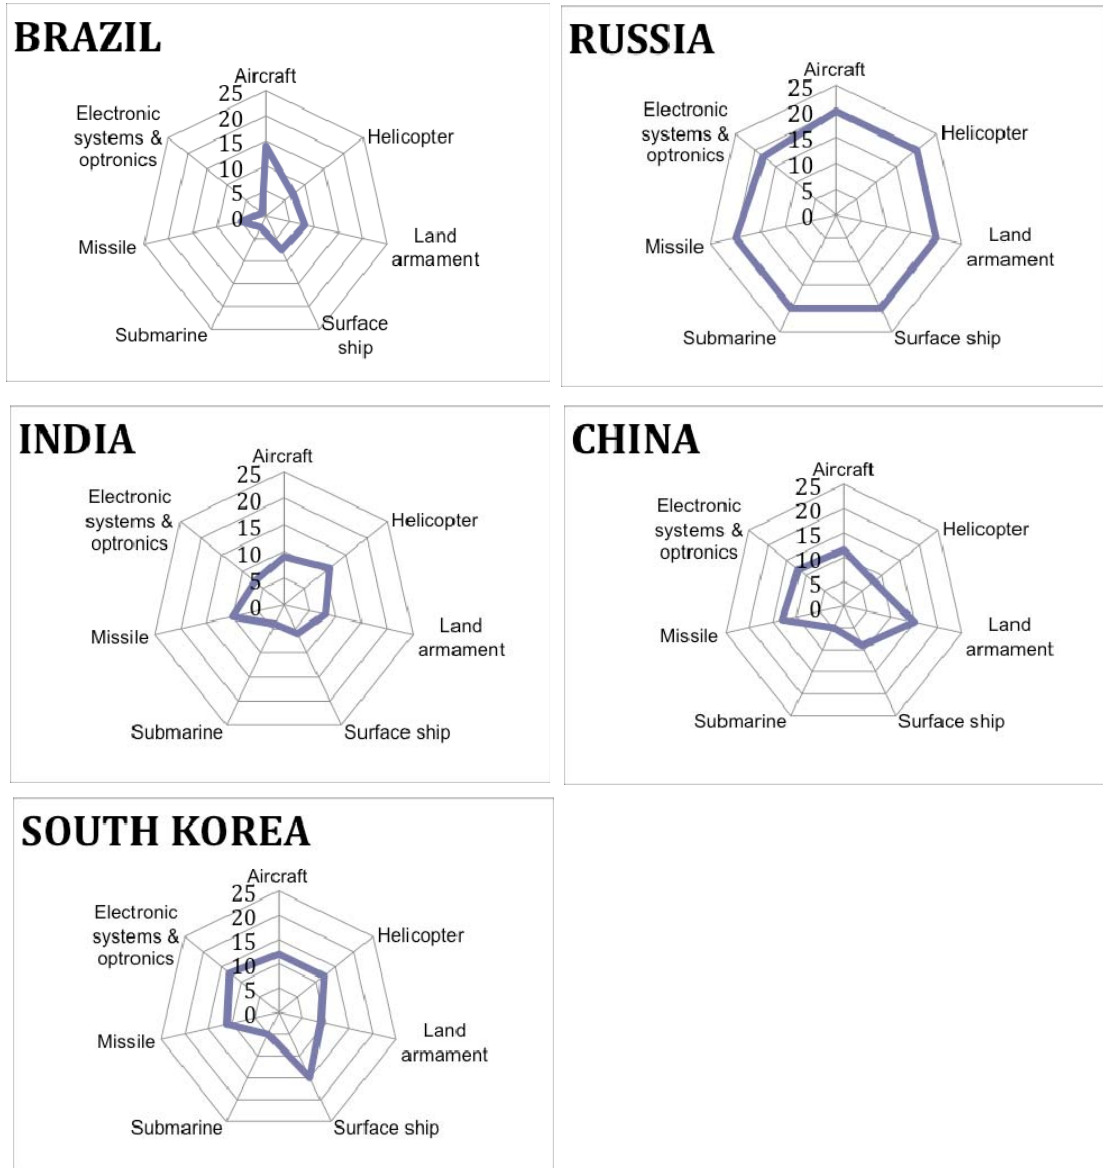 BRAZIL
Aircraft
25
20
15
10
5
0
Electronic
systems &
optronics
Helicopter
Missile
Land
armament
Submarine
Surface
ship
RUSSIA
Aircraft
25
20
15
10
5
0
Electronic
systems &
optronics
Helicopter
Missile
Land
armament
Submarine
Surface ship
INDIA
Aircraft
25
20
15
10
5
0
Electronic
systems &
optronics
Helicopter
Missile
Land
armament
Submarine
Surface ship
CHINA
Aircraft
25
20
15
10
5
0
Electronic
systems &
optronics
Helicopter
Missile
Land
armament
Submarine
Surface ship
SOUTH KOREA
Aircraft
25
20
15
10
5
0
Electronic
systems &
optronics
Helicopter
Missile
Land
armament
Submarine
Surface ship